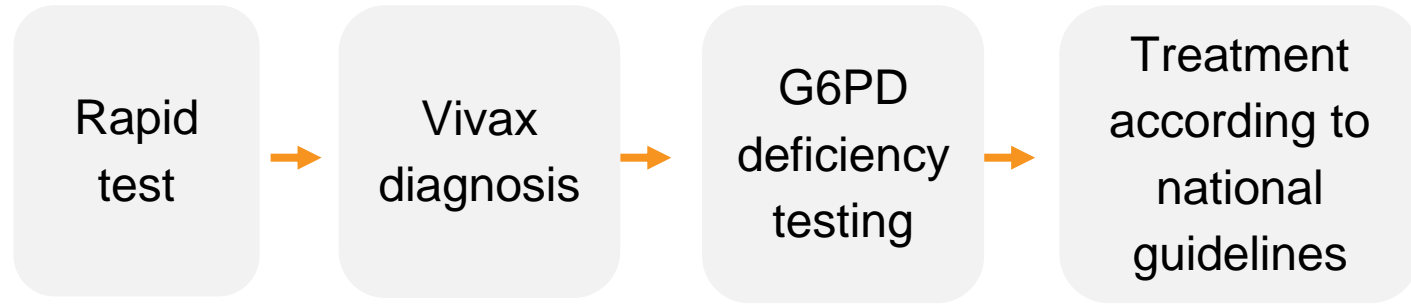 Rapid
test
Vivax
diagnosis
G6PD
deficiency
testing
Treatment
according to
national
guidelines